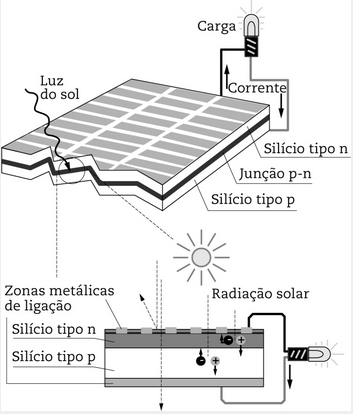 Carga
Luz
do sol
Corrente
Silício tipo n
Junção p-n
Silício tipo p
Zonas metálicas
de ligação
Radiação solar
Silício tipo n
Silício tipo p